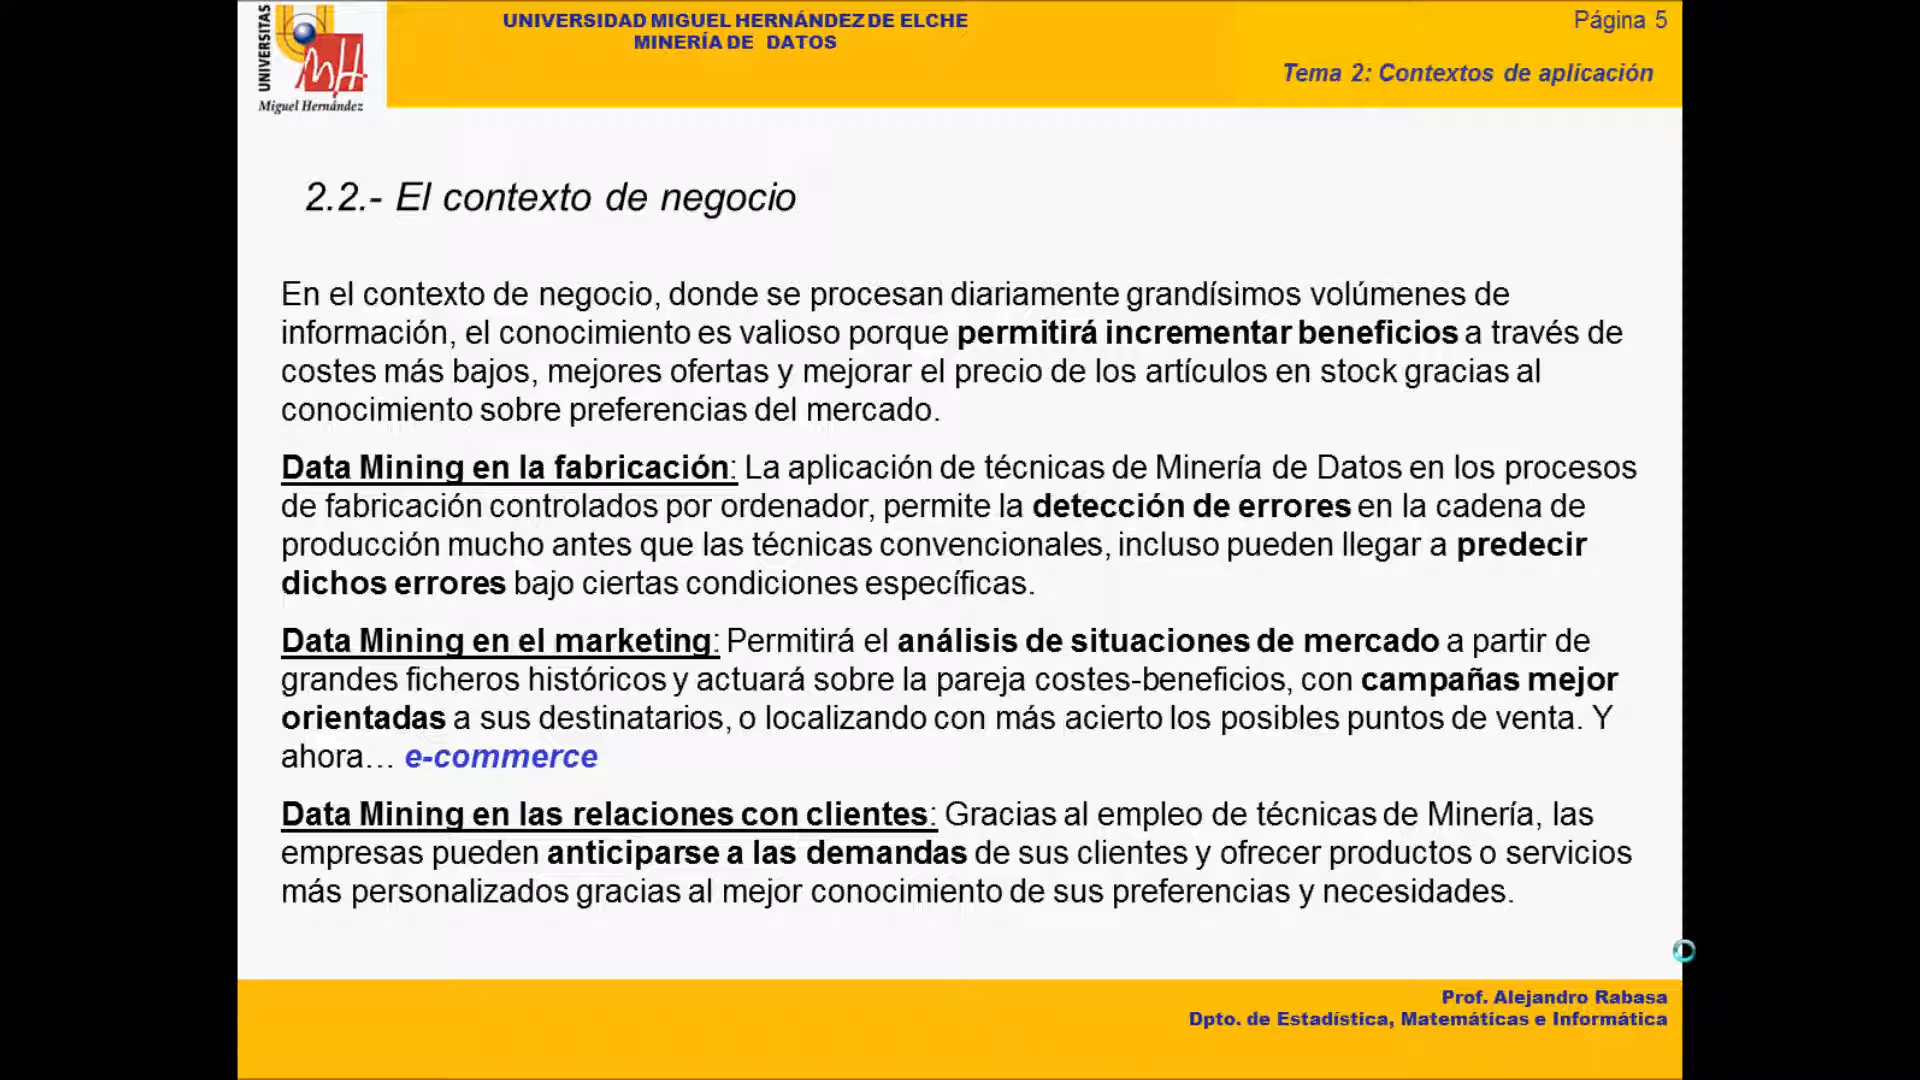 UNIVERSITAS
Miguel Hernández
UNIVERSIDAD MIGUEL HERNÁNDEZ DE ELCHE
MINERÍA DE DATOS
Página 5
Tema 2: Contextos de aplicación
2.2.- El contexto de negocio
En el contexto de negocio, donde se procesan diariamente grandísimos volúmenes de
información, el conocimiento es valioso porque permitirá incrementar beneficios a través de
costes más bajos, mejores ofertas y mejorar el precio de los artículos en stock gracias al
conocimiento sobre preferencias del mercado.
Data Mining en la fabricación: La aplicación de técnicas de Minería de Datos en los procesos
de fabricación controlados por ordenador, permite la detección de errores en la cadena de
producción mucho antes que las técnicas convencionales, incluso pueden llegar a predecir
dichos errores bajo ciertas condiciones específicas.
Data Mining en el marketing: Permitirá el análisis de situaciones de mercado a partir de
grandes ficheros históricos y actuará sobre la pareja costes-beneficios, con campañas mejor
orientadas a sus destinatarios, o localizando con más acierto los posibles puntos de venta. Y
ahora… e-commerce
Data Mining en las relaciones con clientes: Gracias al empleo de técnicas de Minería, las
empresas pueden anticiparse a las demandas de sus clientes y ofrecer productos o servicios
más personalizados gracias al mejor conocimiento de sus preferencias y necesidades.
Prof. Alejandro Rabasa
Dpto. de Estadística, Matemáticas e Informática